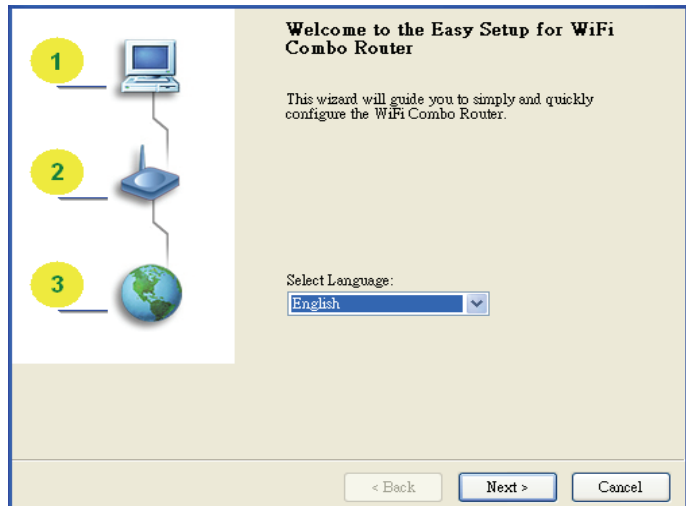 1
2
3
Welcome to the Easy Setup for WiFi
Combo Router
This wizard will guide you to simply and quickly
configure the WiFi Combo Router.
Select Language:
English
< Back
Next >
Cancel